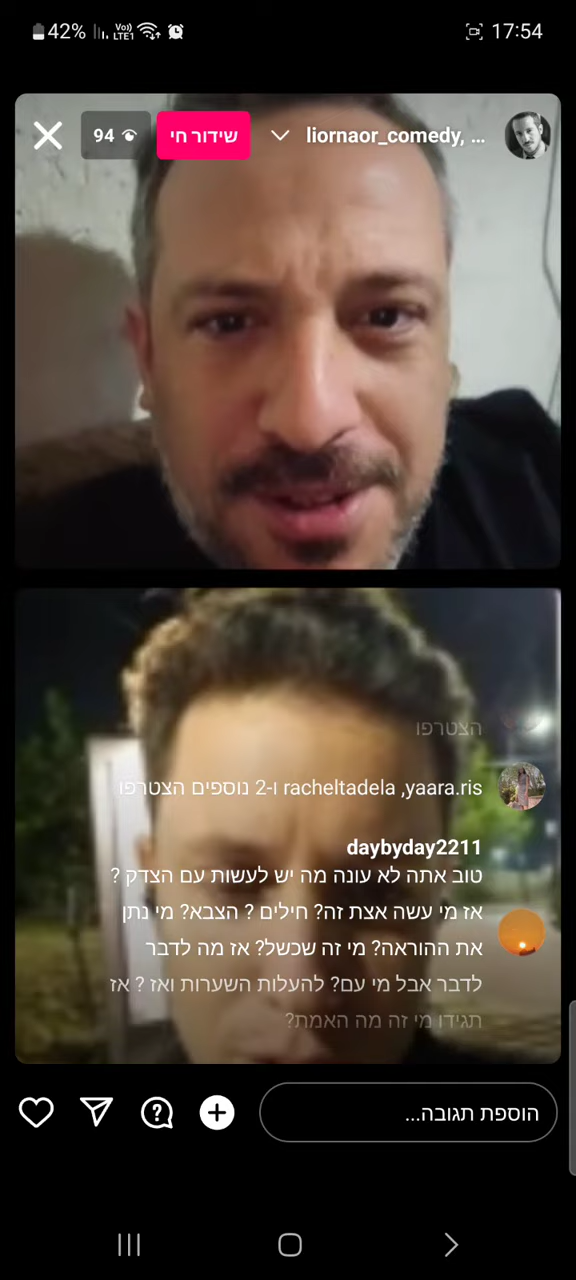 42% Vo) LTE1 17:54
94 שידור חי liornaor_comedy, ...
הצטרפו
racheltadela ,yaara.ris ו-2 נוספים הצטרפו
daybyday2211
טוב אתה לא עונה מה יש לעשות עם הצדק ?
אז מי עשה אצת זה? חילים ? הצבא? מי נתן
את ההוראה? מי זה שכשל? אז מה לדבר
לדבר אבל מי עם? להעלות השערות ואז ? אז
תגידו מי זה מה האמת?
הוספת תגובה...